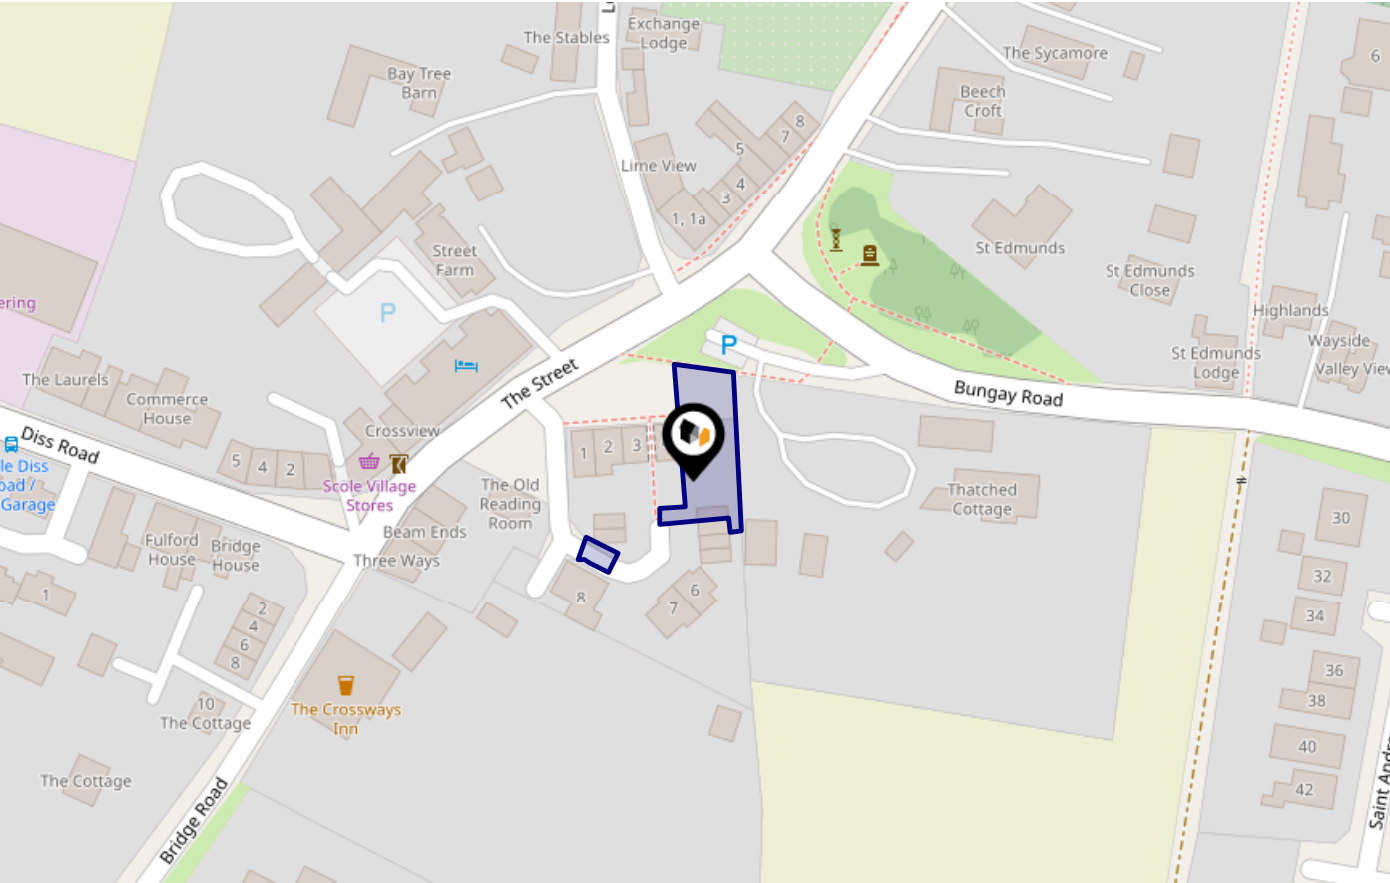 The Stables
Exchange
Lodge
The Sycamore
6
Bay Tree
Barn
Beech
Croft
8
7
5
4
3
1, 1a
Lime View
Street
Farm
P
St Edmunds
St Edmunds
Close
Highlands
Wayside
Valley View
St Edmunds
Lodge
ering
P
The Street
Bungay Road
The Laurels
Commerce
House
Crossview
5
4
2
1
2
3
Diss Road
Scole Village
Stores
The Old
Reading
Room
Thatched
Cottage
le Diss
oad /
Garage
Beam Ends
Three Ways
Fulford
House
Bridge
House
1
2
4
6
8
8
6
7
30
32
34
36
38
40
42
10
The Cottage
The Crossways
Inn
The Cottage
Bridge Road